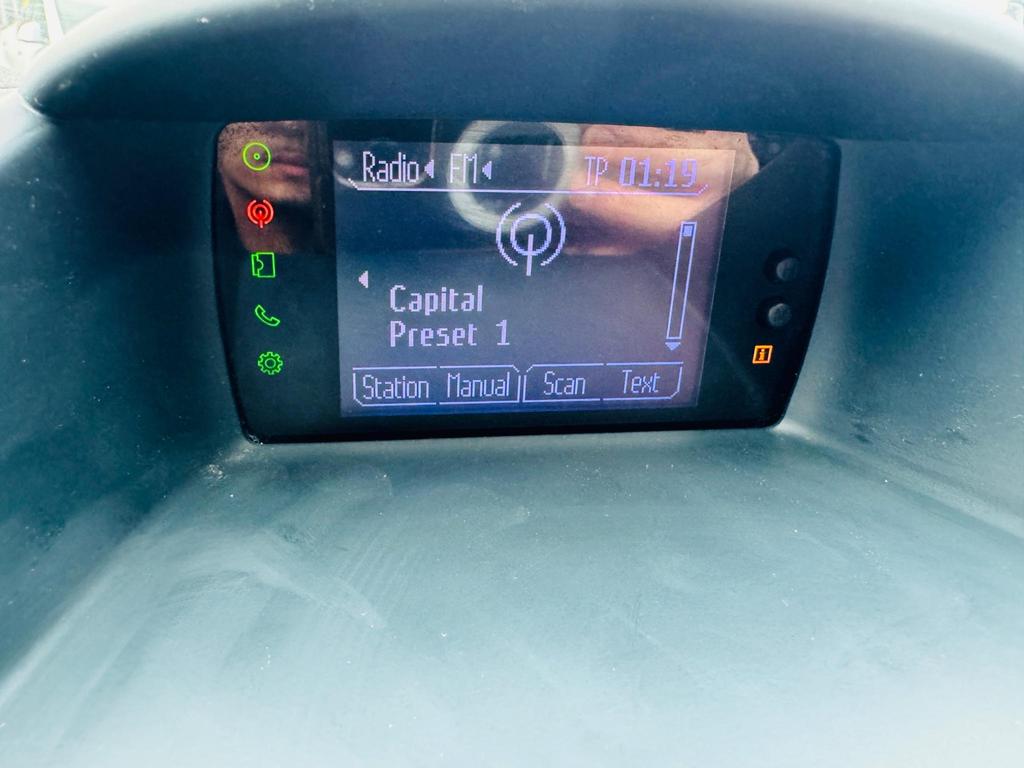 Radio FM TP 01:19
Capital
Preset 1
Station Manual Scan Text
i